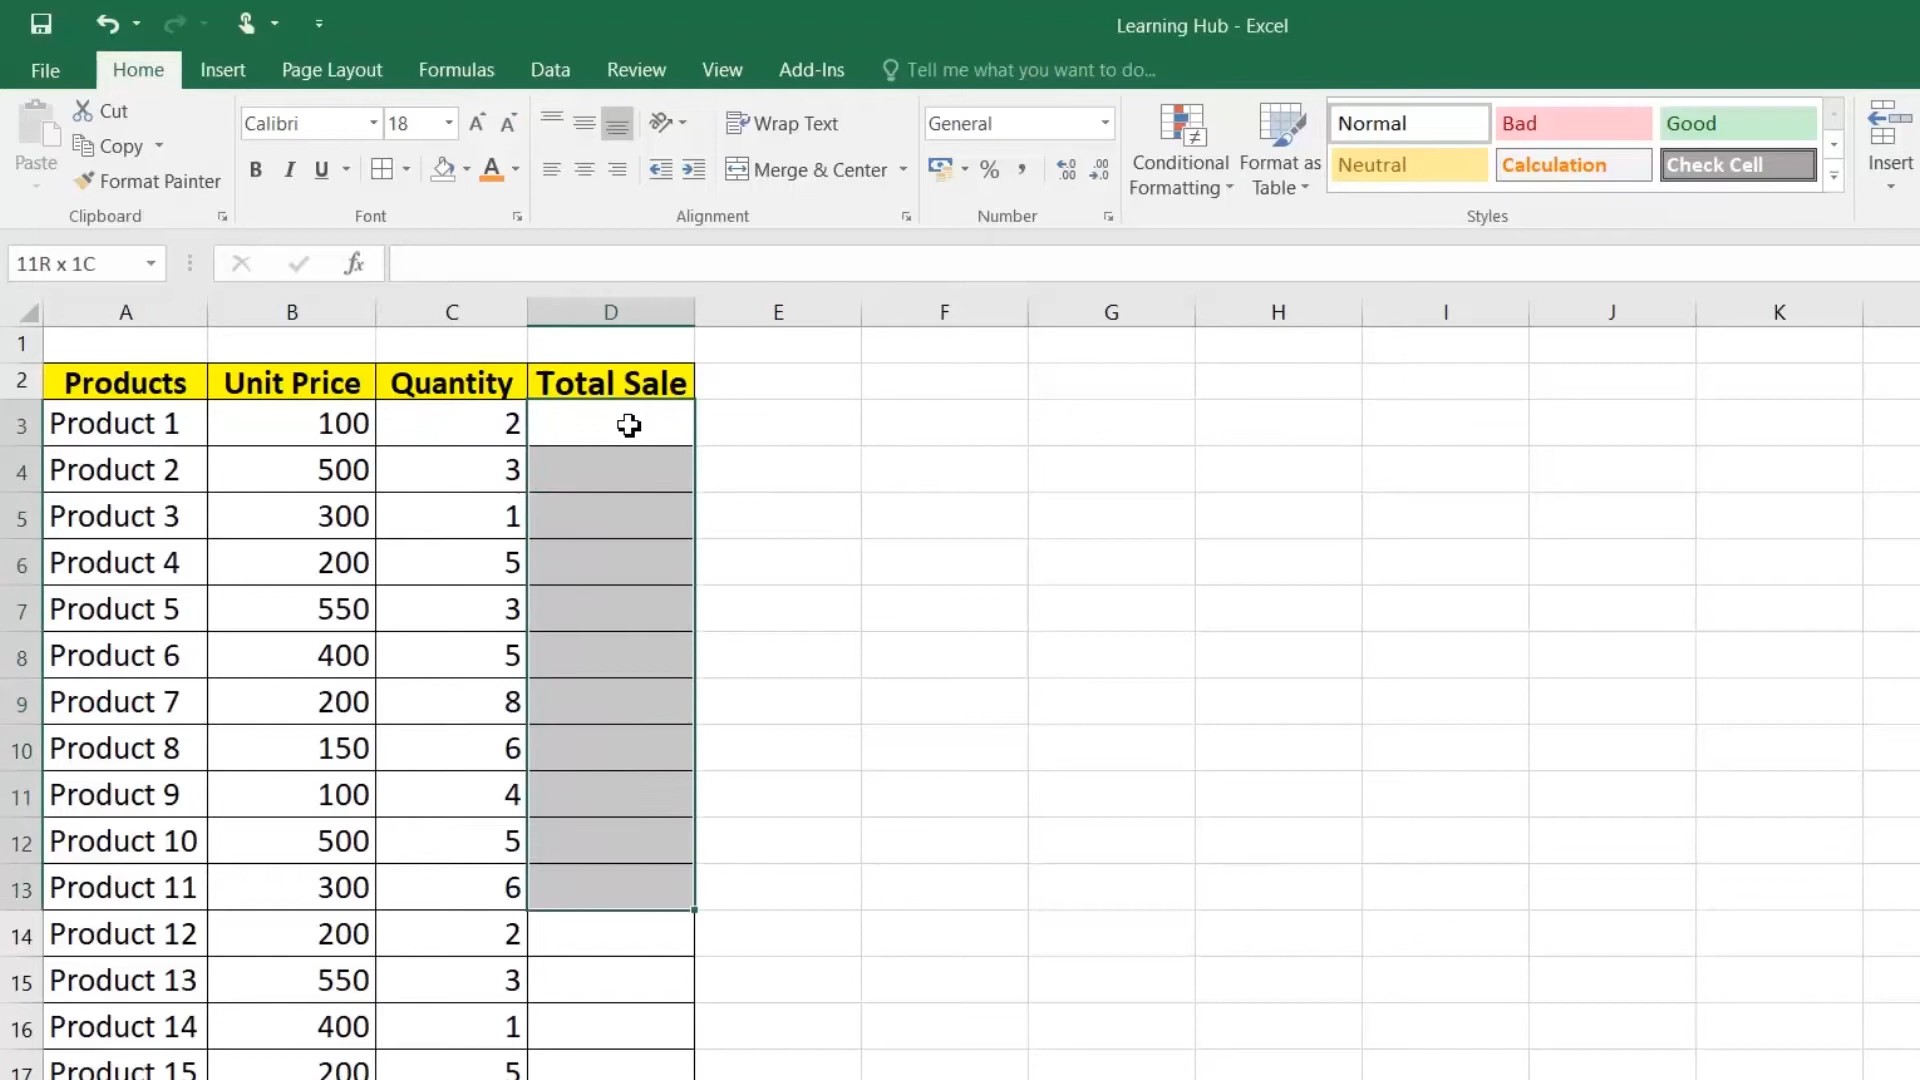 Learning Hub - Excel
File Home Insert Page Layout Formulas Data Review View Add-Ins Tell me what you want to do...
Cut
Copy
Format Painter
Paste
Clipboard
Calibri 18
B I U
Font
Wrap Text
Merge & Center
Alignment
General
% ,
Number
Conditional Formatting
Format as Table
Normal Bad Good
Neutral Calculation Check Cell
Styles
Insert
11R x 1C fx
A B C D E F G H I J K
1
2 Products Unit Price Quantity Total Sale
3 Product 1 100 2
4 Product 2 500 3
5 Product 3 300 1
6 Product 4 200 5
7 Product 5 550 3
8 Product 6 400 5
9 Product 7 200 8
10 Product 8 150 6
11 Product 9 100 4
12 Product 10 500 5
13 Product 11 300 6
14 Product 12 200 2
15 Product 13 550 3
16 Product 14 400 1
17 Product 15 200 5